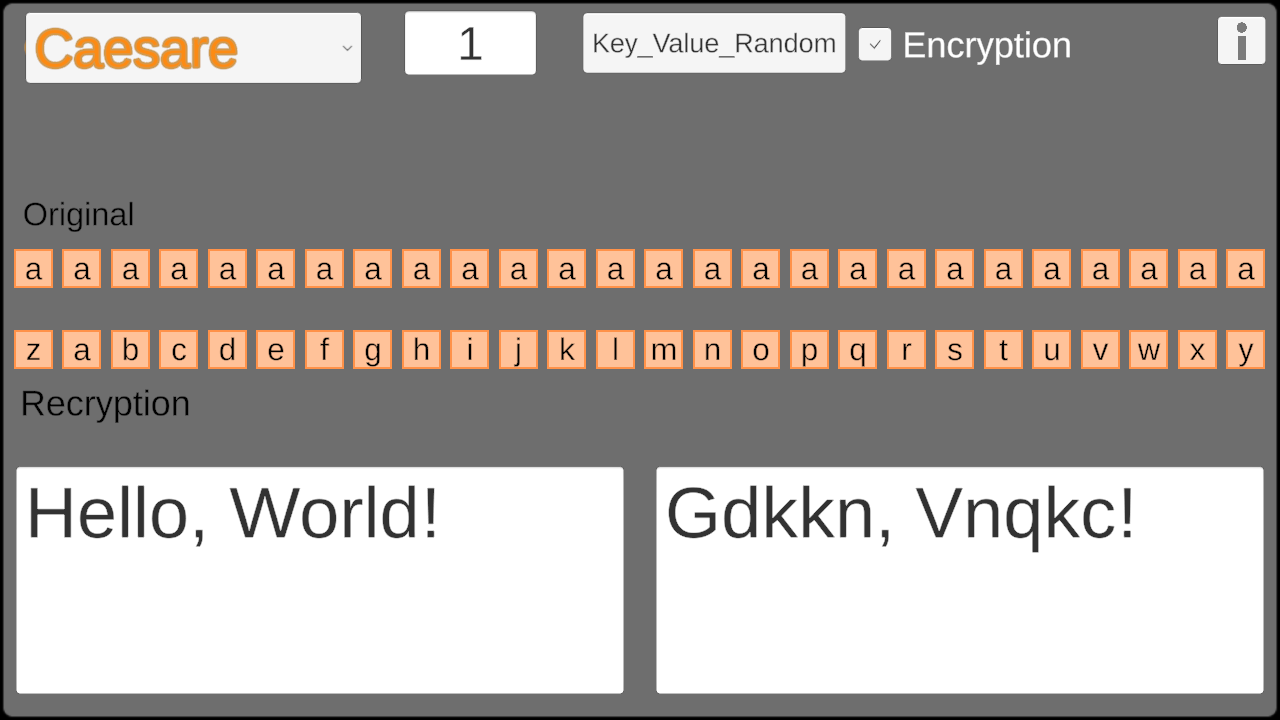 Caesare 1 Key_Value_Random Encryption i
Original
a a a a a a a a a a a a a a a a a a a a a a a a a a
z a b c d e f g h i j k l m n o p q r s t u v w x y
Recryption
Hello, World! Gdkkn, Vnqkc!